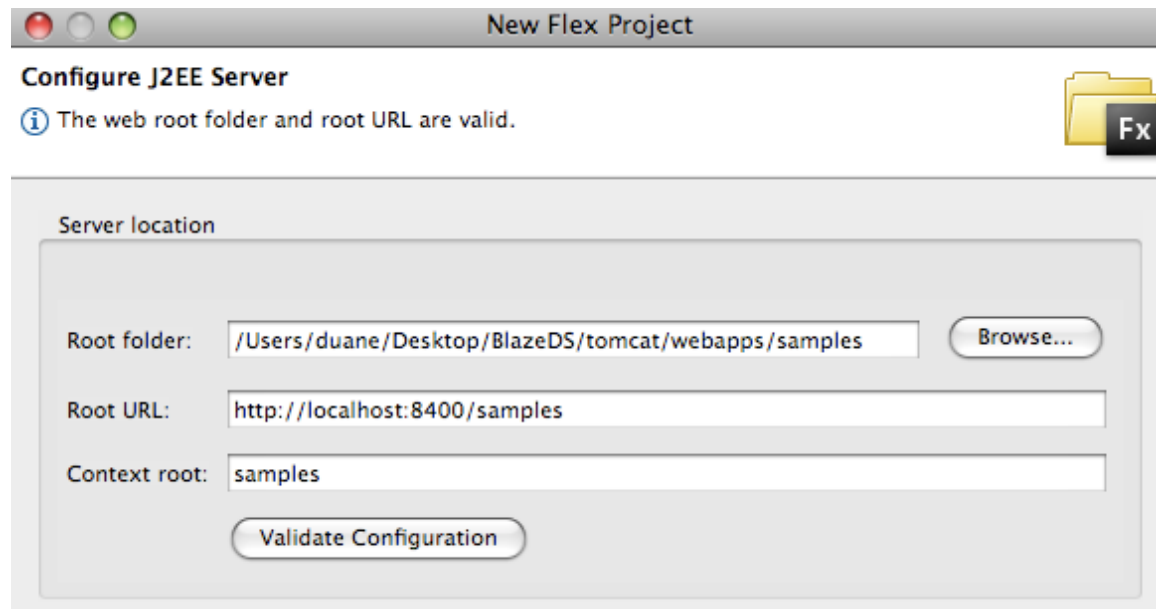 New Flex Project
Configure J2EE Server
The web root folder and root URL are valid.
Fx
Server location
Root folder: /Users/duane/Desktop/BlazeDS/tomcat/webapps/samples Browse...
Root URL: http://localhost:8400/samples
Context root: samples
Validate Configuration